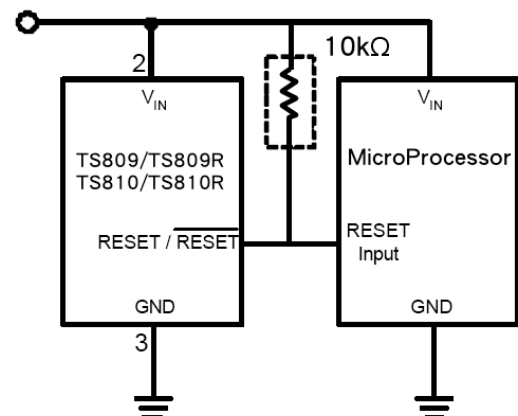 10kΩ
2
VIN
VIN
TS809/TS809R
TS810/TS810R
MicroProcessor
RESET / RESET
RESET
Input
GND
GND
3